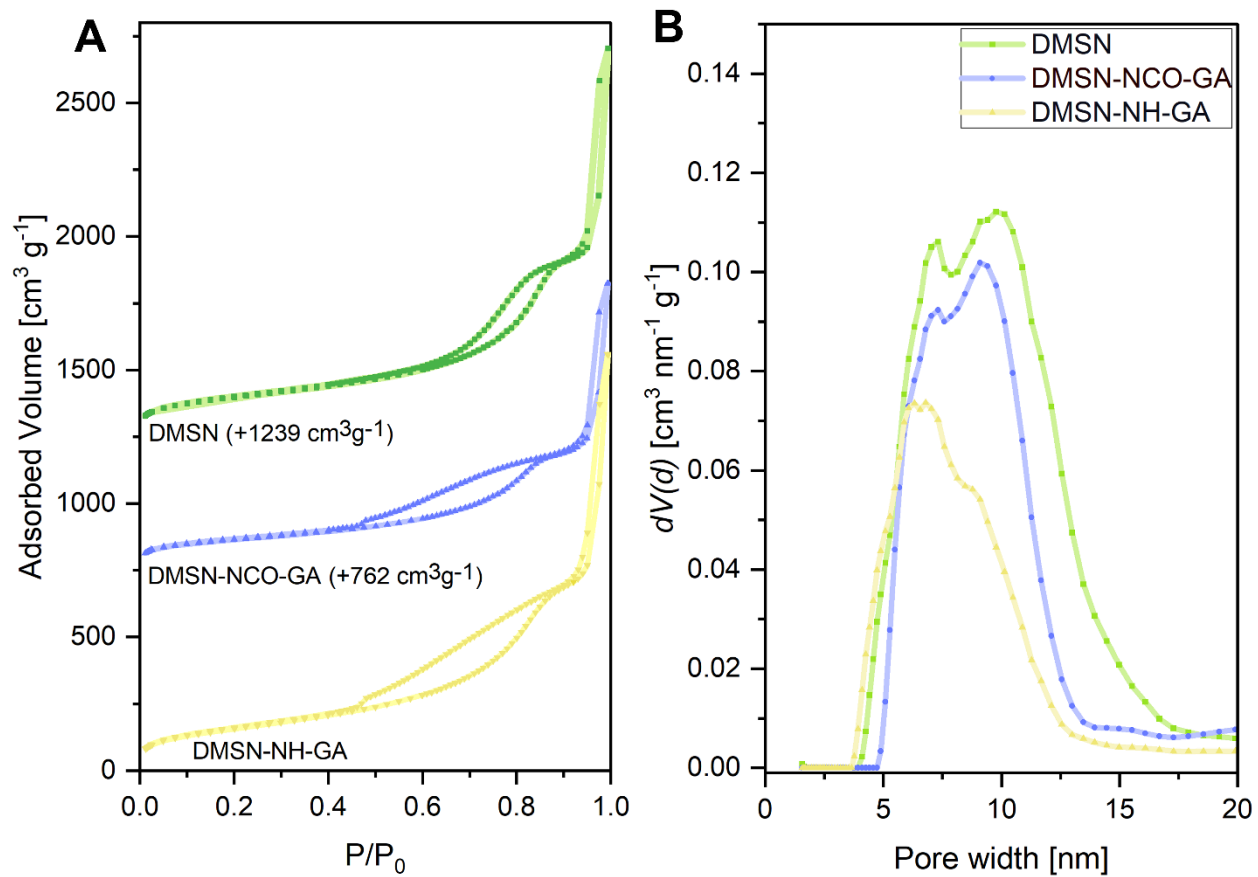 A
Adsorbed Volume [cm³ g⁻¹]
2500
2000
1500
1000
500
0
DMSN (+1239 cm³g-1)
DMSN-NCO-GA (+762 cm³g-1)
DMSN-NH-GA
0.0 0.2 0.4 0.6 0.8 1.0
P/P₀
B
DMSN
DMSN-NCO-GA
DMSN-NH-GA
dV(d) [cm³ nm⁻¹ g⁻¹]
0.14
0.12
0.10
0.08
0.06
0.04
0.02
0.00
0 5 10 15 20
Pore width [nm]